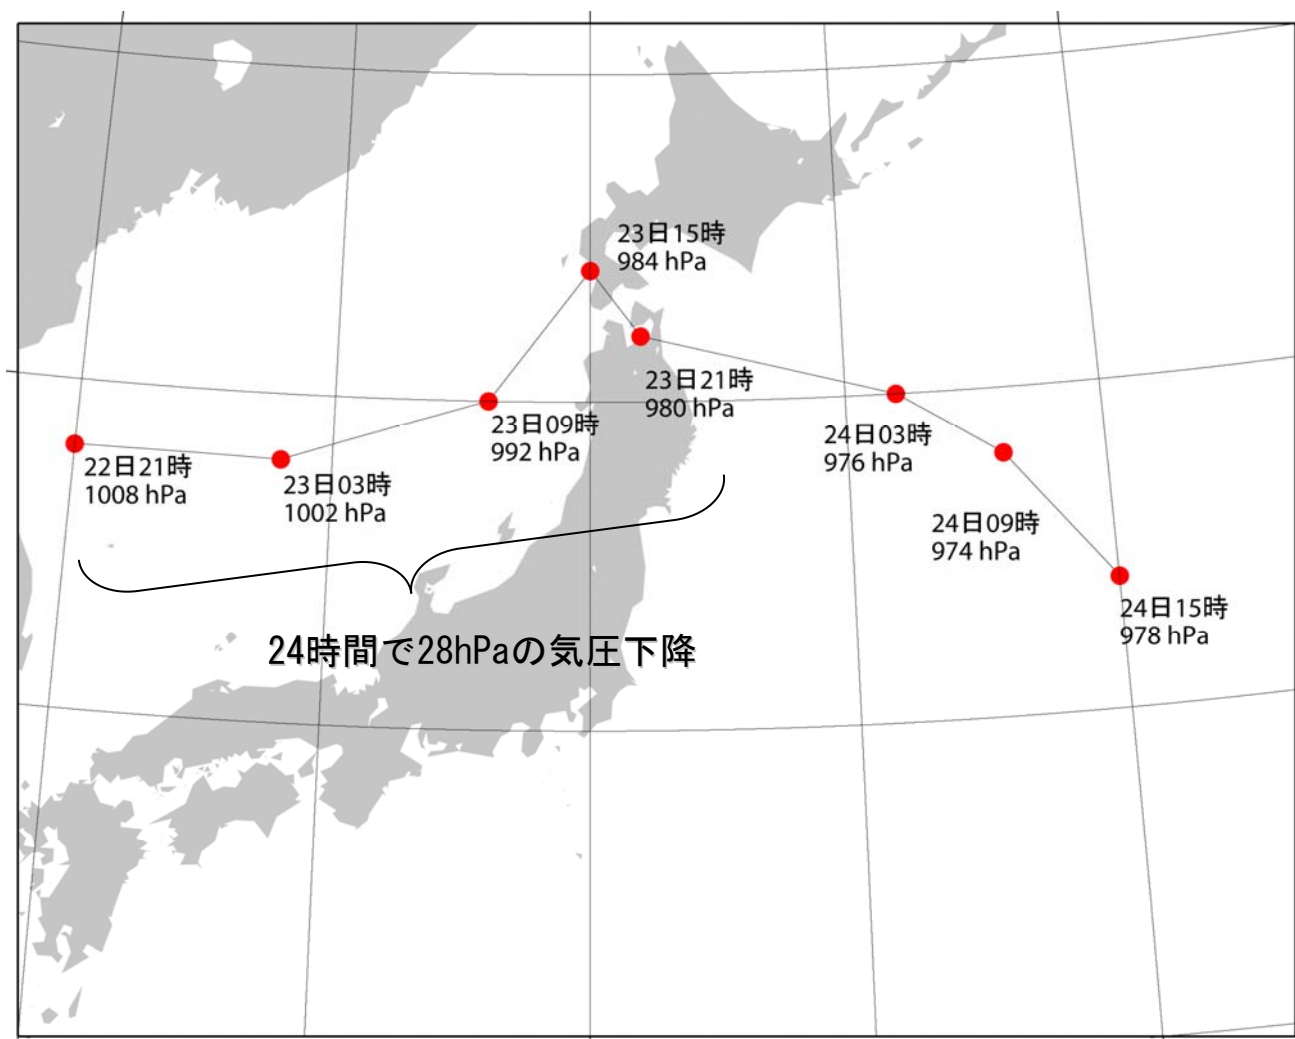 23日15時
984 hPa
23日21時
980 hPa
23日09時
992 hPa
24日03時
976 hPa
22日21時
1008 hPa
23日03時
1002 hPa
24日09時
974 hPa
24日15時
978 hPa
24時間で28hPaの気圧下降